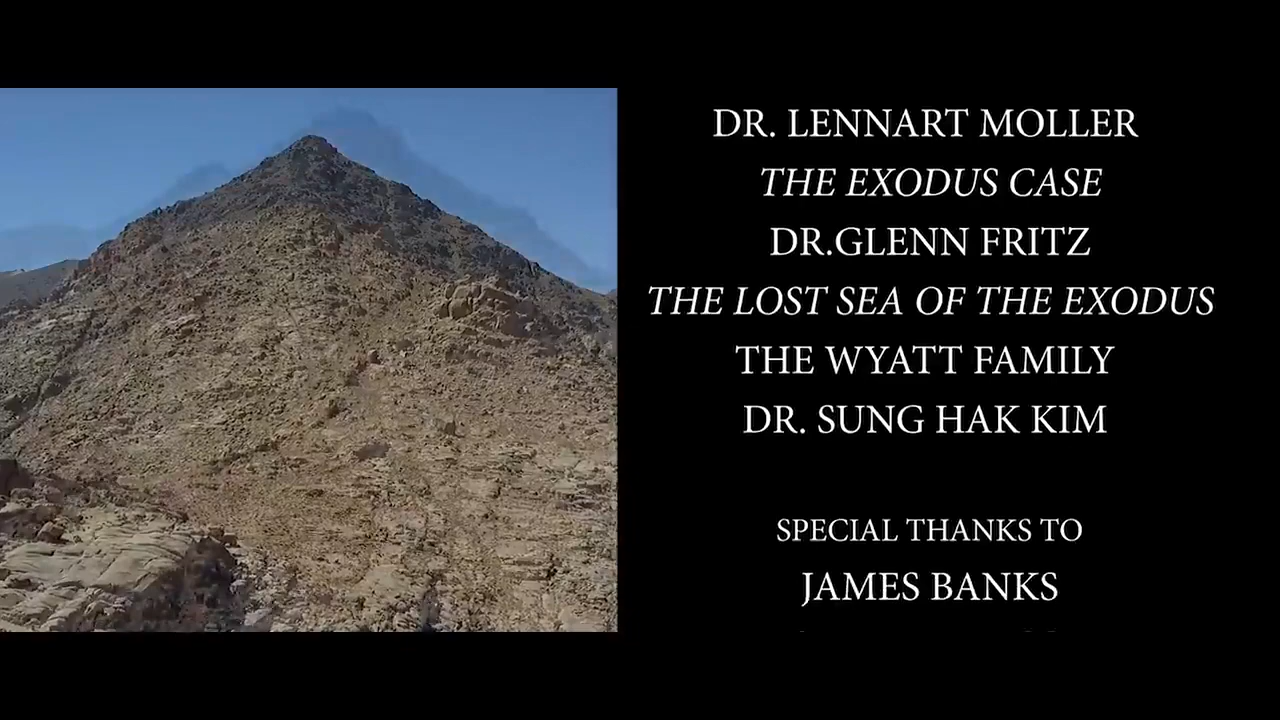 DR. LENNART MOLLER
THE EXODUS CASE
DR.GLENN FRITZ
THE LOST SEA OF THE EXODUS
THE WYATT FAMILY
DR. SUNG HAK KIM
SPECIAL THANKS TO
JAMES BANKS